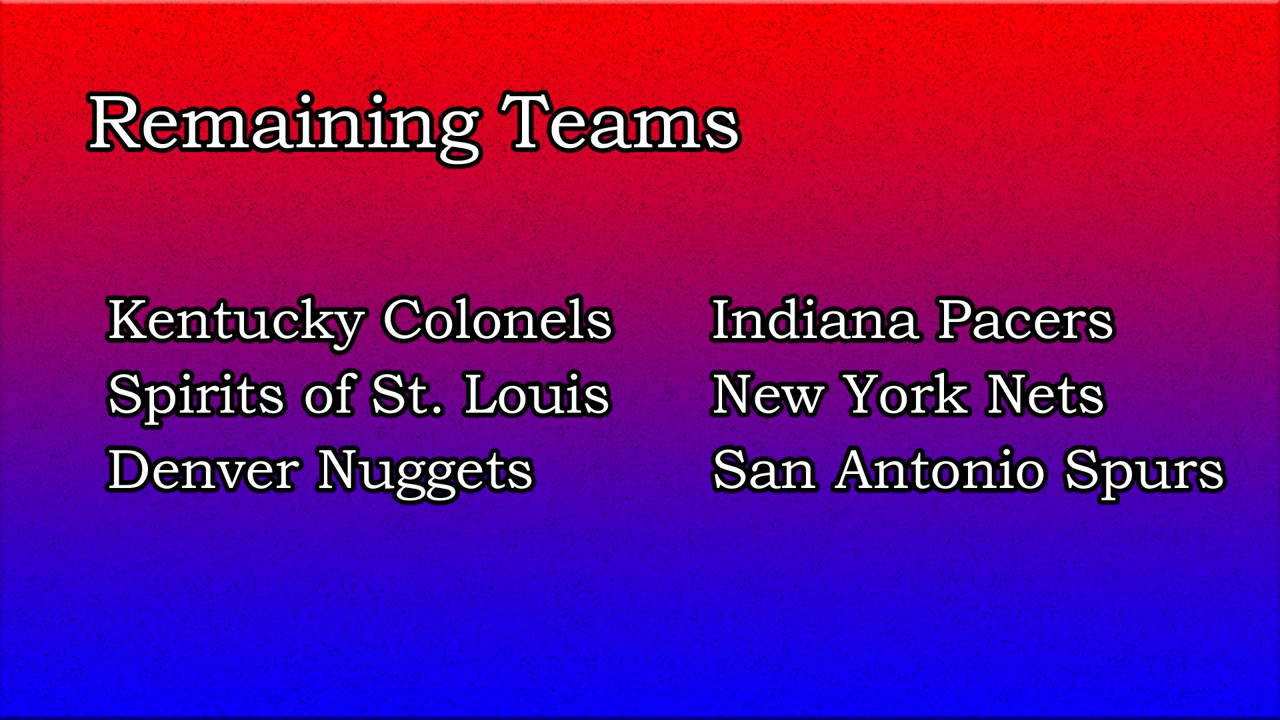 Remaining Teams
Kentucky Colonels
Spirits of St. Louis
Denver Nuggets
Indiana Pacers
New York Nets
San Antonio Spurs